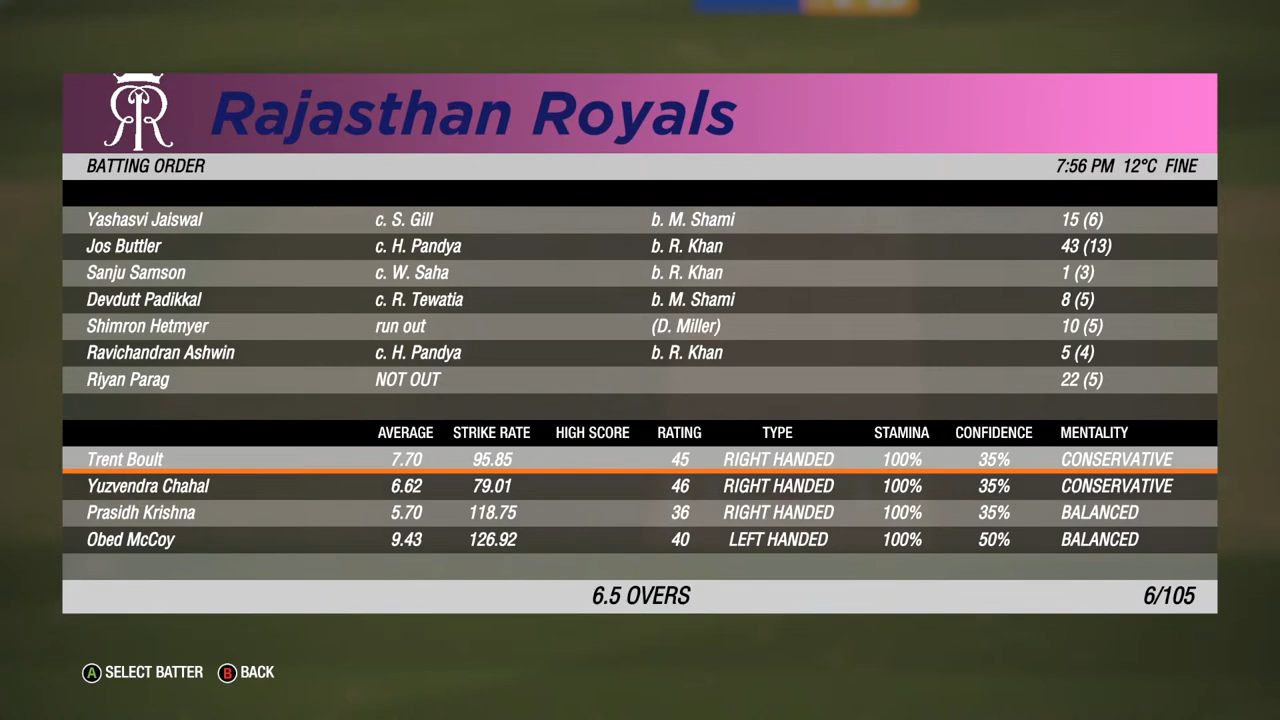 Rajasthan Royals
BATTING ORDER 7:56 PM 12°C FINE
Yashasvi Jaiswal c. S. Gill b. M. Shami 15 (6)
Jos Buttler c. H. Pandya b. R. Khan 43 (13)
Sanju Samson c. W. Saha b. R. Khan 1 (3)
Devdutt Padikkal c. R. Tewatia b. M. Shami 8 (5)
Shimron Hetmyer run out (D. Miller) 10 (5)
Ravichandran Ashwin c. H. Pandya b. R. Khan 5 (4)
Riyan Parag NOT OUT 22 (5)
AVERAGE STRIKE RATE HIGH SCORE RATING TYPE STAMINA CONFIDENCE MENTALITY
Trent Boult 7.70 95.85 45 RIGHT HANDED 100% 35% CONSERVATIVE
Yuzvendra Chahal 6.62 79.01 46 RIGHT HANDED 100% 35% CONSERVATIVE
Prasidh Krishna 5.70 118.75 36 RIGHT HANDED 100% 35% BALANCED
Obed McCoy 9.43 126.92 40 LEFT HANDED 100% 50% BALANCED
6.5 OVERS 6/105
A SELECT BATTER B BACK